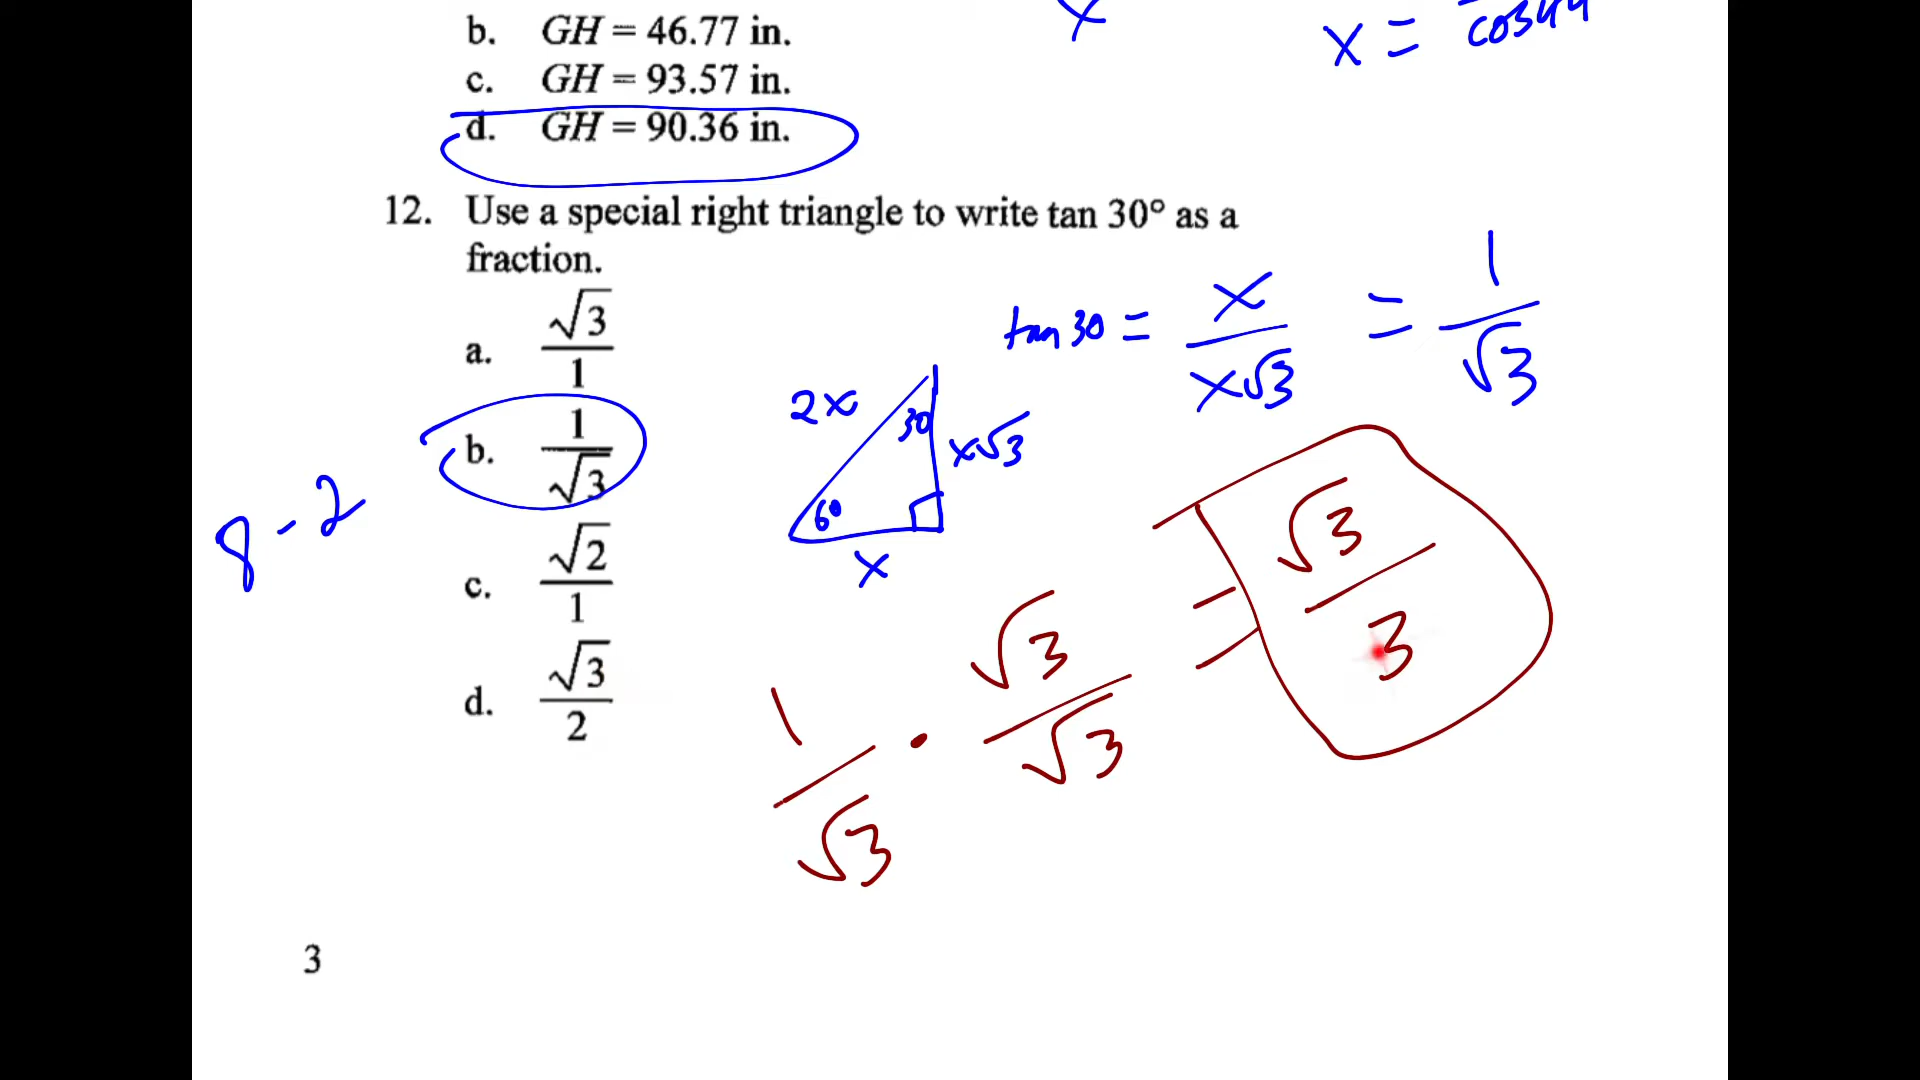 b. GH = 46.77 in.
c. GH = 93.57 in.
d. GH = 90.36 in.
x
x = cos44
12. Use a special right triangle to write tan 30° as a
fraction.
a. √3/1
b. 1/√3
c. √2/1
d. √3/2
tan 30 = x/x√3 = 1/√3
2x
30
x√3
60
x
8-2
1/√3 · √3/√3 = √3/3
3